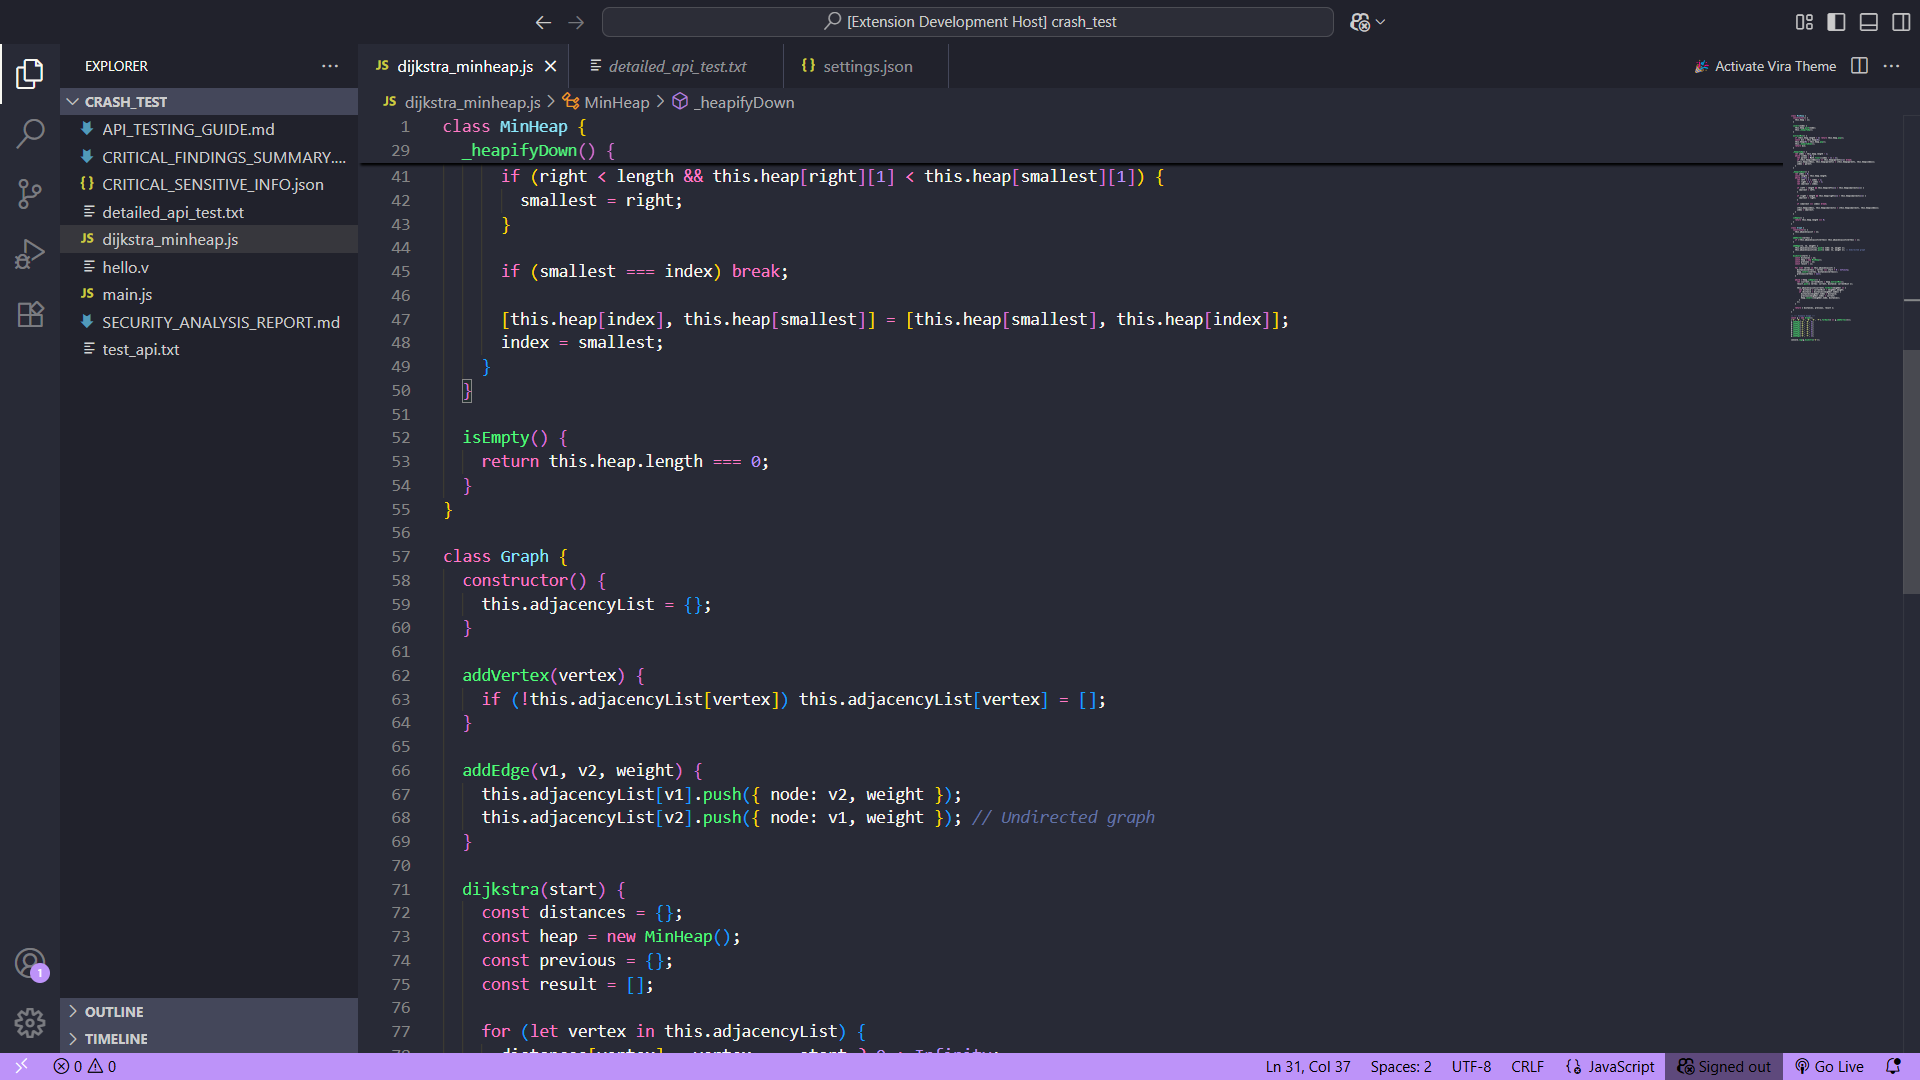 [Extension Development Host] crash_test
EXPLORER
CRASH_TEST
API_TESTING_GUIDE.md
CRITICAL_FINDINGS_SUMMARY....
{} CRITICAL_SENSITIVE_INFO.json
detailed_api_test.txt
JS dijkstra_minheap.js
hello.v
JS main.js
SECURITY_ANALYSIS_REPORT.md
test_api.txt
OUTLINE
TIMELINE
1
JS dijkstra_minheap.js
detailed_api_test.txt
{} settings.json
Activate Vira Theme
JS dijkstra_minheap.js > MinHeap > _heapifyDown
1 class MinHeap {
29 _heapifyDown() {
41 if (right < length && this.heap[right][1] < this.heap[smallest][1]) {
42 smallest = right;
43 }
44
45 if (smallest === index) break;
46
47 [this.heap[index], this.heap[smallest]] = [this.heap[smallest], this.heap[index]];
48 index = smallest;
49 }
50 }
51
52 isEmpty() {
53 return this.heap.length === 0;
54 }
55 }
56
57 class Graph {
58 constructor() {
59 this.adjacencyList = {};
60 }
61
62 addVertex(vertex) {
63 if (!this.adjacencyList[vertex]) this.adjacencyList[vertex] = [];
64 }
65
66 addEdge(v1, v2, weight) {
67 this.adjacencyList[v1].push({ node: v2, weight });
68 this.adjacencyList[v2].push({ node: v1, weight }); // Undirected graph
69 }
70
71 dijkstra(start) {
72 const distances = {};
73 const heap = new MinHeap();
74 const previous = {};
75 const result = [];
76
77 for (let vertex in this.adjacencyList) {
0 0
Ln 31, Col 37
Spaces: 2
UTF-8
CRLF
{} JavaScript
Signed out
Go Live